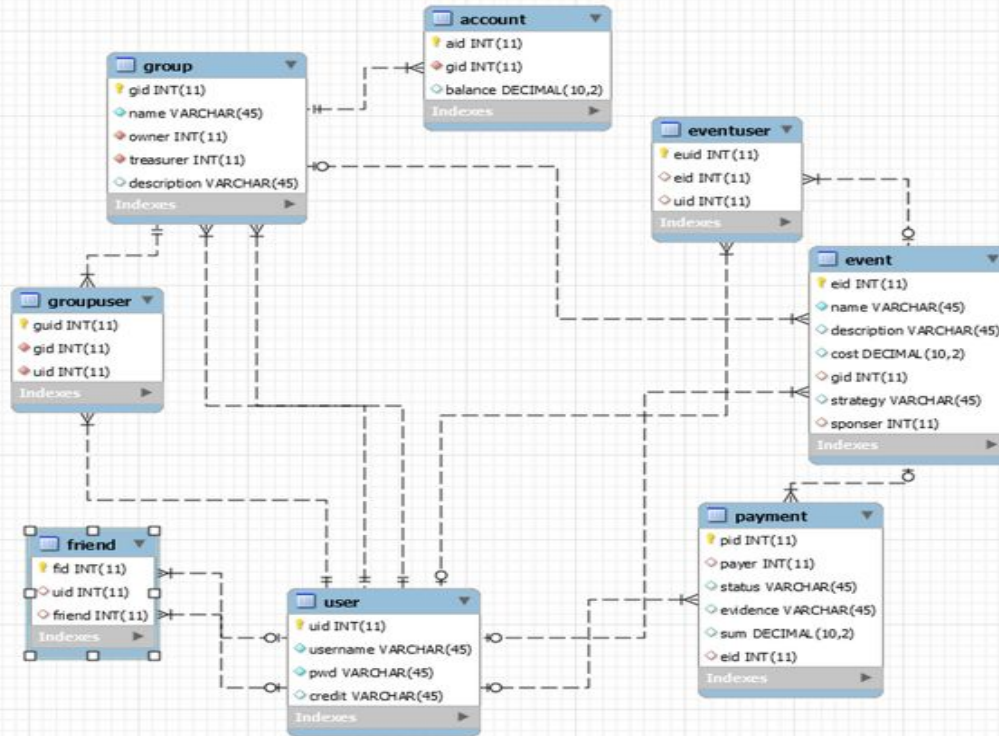 account
aid INT(11)
gid INT(11)
balance DECIMAL(10,2)
Indexes
group
gid INT(11)
name VARCHAR(45)
owner INT(11)
treasurer INT(11)
description VARCHAR(45)
Indexes
eventuser
euid INT(11)
eid INT(11)
uid INT(11)
Indexes
event
eid INT(11)
name VARCHAR(45)
description VARCHAR(45)
cost DECIMAL(10,2)
gid INT(11)
strategy VARCHAR(45)
sponser INT(11)
Indexes
groupuser
guid INT(11)
gid INT(11)
uid INT(11)
Indexes
friend
fid INT(11)
uid INT(11)
friend INT(11)
Indexes
user
uid INT(11)
username VARCHAR(45)
pwd VARCHAR(45)
credit VARCHAR(45)
Indexes
payment
pid INT(11)
payer INT(11)
status VARCHAR(45)
evidence VARCHAR(45)
sum DECIMAL(10,2)
eid INT(11)
Indexes